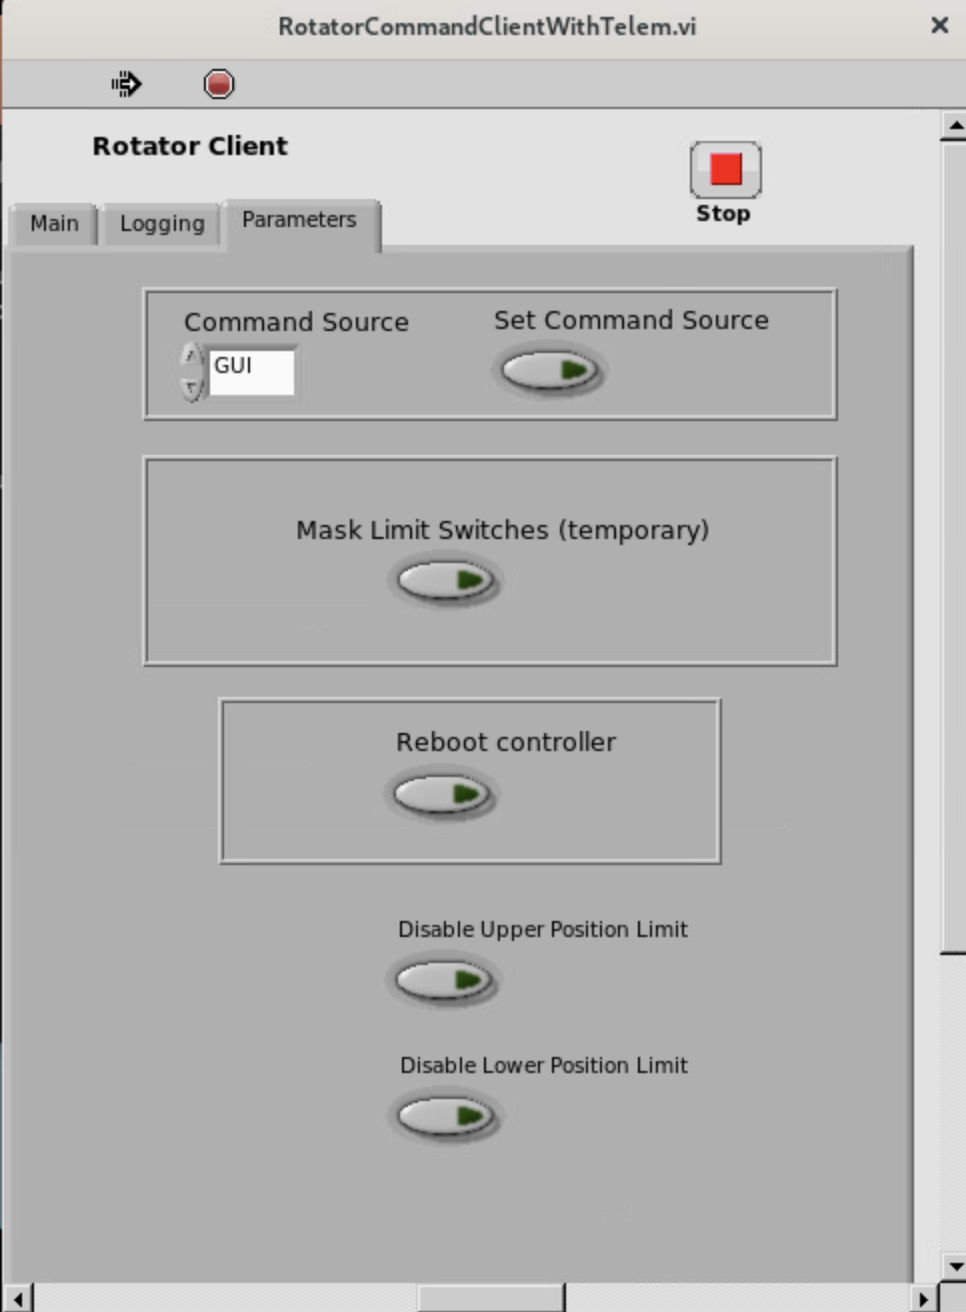 RotatorCommandClientWithTelem.vi
Rotator Client
Stop
Main Logging Parameters
Command Source Set Command Source
GUI
Mask Limit Switches (temporary)
Reboot controller
Disable Upper Position Limit
Disable Lower Position Limit